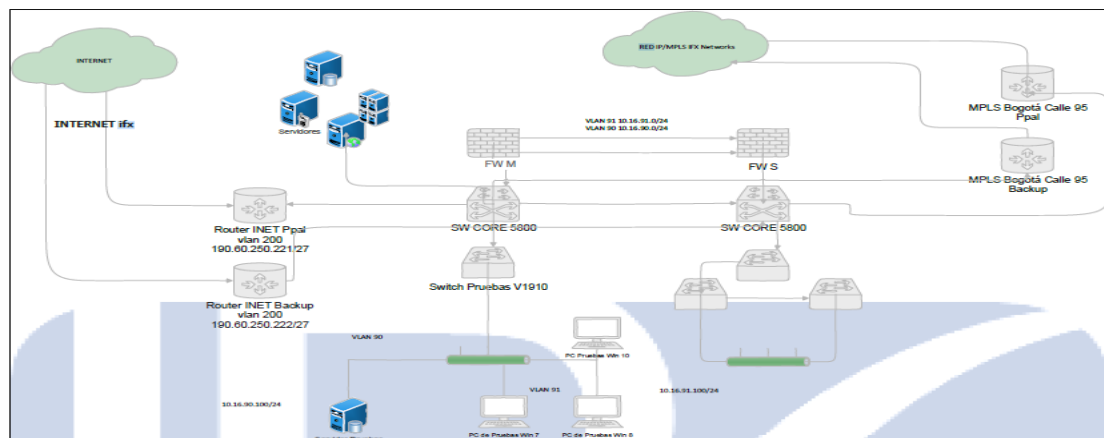 INTERNET
INTERNET ifx
Servidores
VLAN 91 10.16.91.0/24
VLAN 90 10.16.90.0/24
RED IP/MPLS IFX Networks
MPLS Bogotá Calle 95
Ppal
MPLS Bogotá Calle 95
Backup
FW M
FW S
Router INET Ppal
vlan 200
190.60.250.221/27
SW CORE 5800
SW CORE 5800
Switch Pruebas V1910
Router INET Backup
vlan 200
190.60.250.222/27
VLAN 90
PC Pruebas Win 10
VLAN 91
10.16.91.100/24
10.16.90.100/24
PC de Pruebas Win 7
PC de Pruebas Win 8